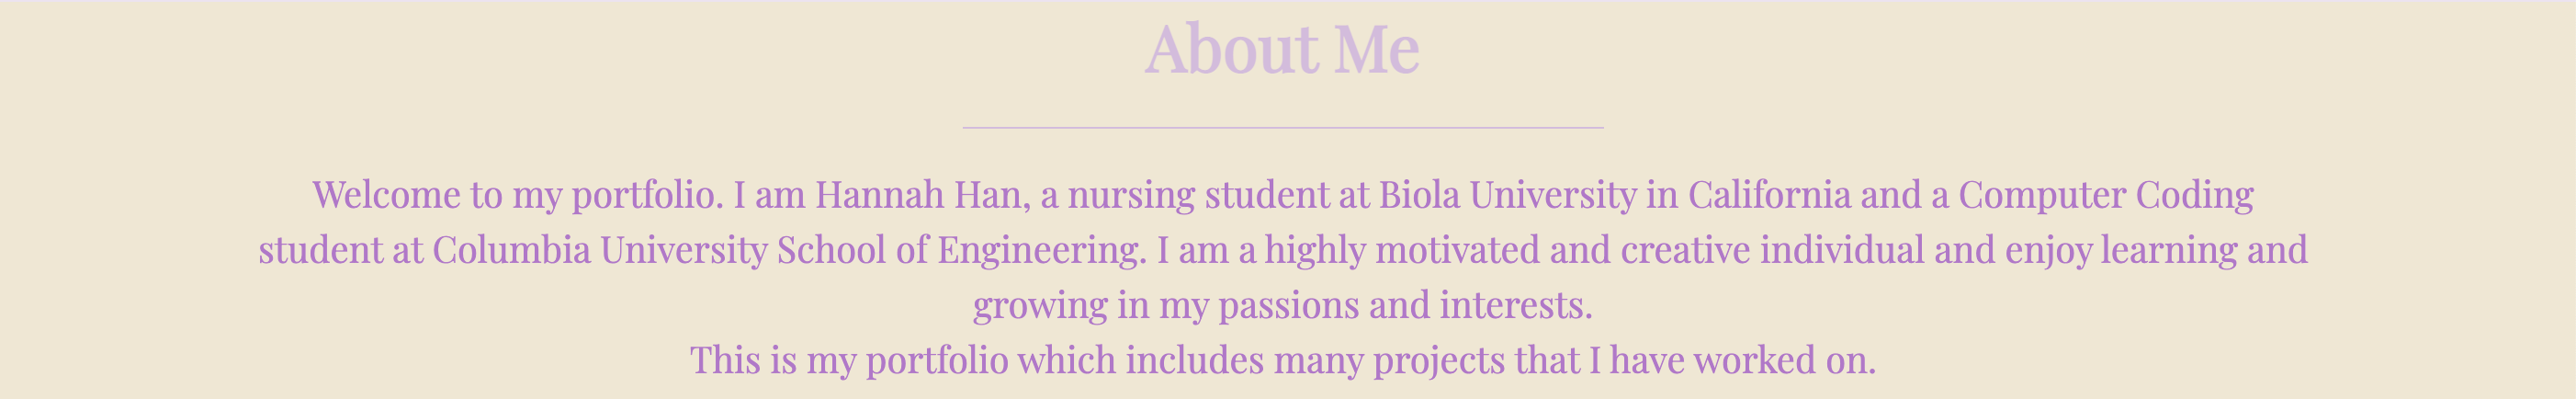 About Me
Welcome to my portfolio. I am Hannah Han, a nursing student at Biola University in California and a Computer Coding
student at Columbia University School of Engineering. I am a highly motivated and creative individual and enjoy learning and
growing in my passions and interests.
This is my portfolio which includes many projects that I have worked on.